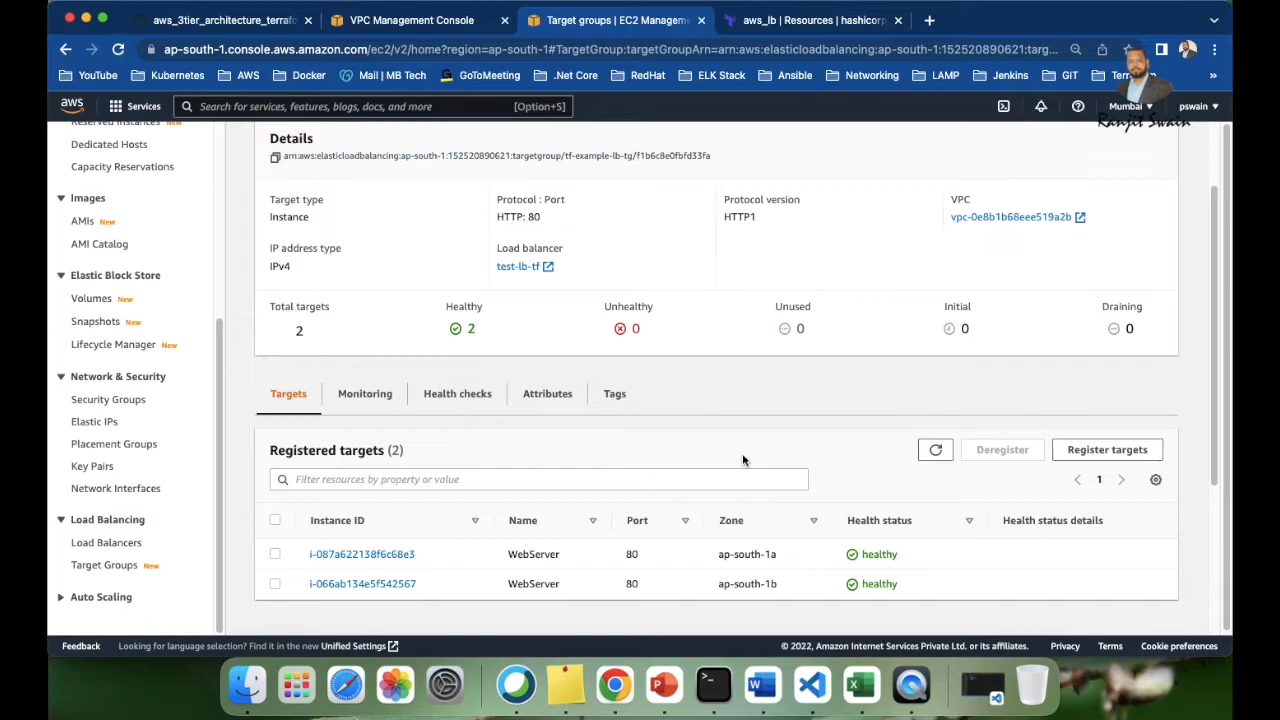 aws_3tier_architecture_terrafo
VPC Management Console
Target groups | EC2 Managem
aws_lb | Resources | hashicorp
ap-south-1.console.aws.amazon.com/ec2/v2/home?region=ap-south-1#TargetGroup:targetGroupArn=arn:aws:elasticloadbalancing:ap-south-1:152520890621:targ...
YouTube Kubernetes AWS Docker Mail | MB Tech GoToMeeting .Net Core RedHat ELK Stack Ansible Networking LAMP Jenkins GIT »
aws Services Search for services, features, blogs, docs, and more [Option+S] Mumbai pswain
Ranjit Swain
Reserved Instances New
Dedicated Hosts
Capacity Reservations
Images
AMIs New
AMI Catalog
Elastic Block Store
Volumes New
Snapshots New
Lifecycle Manager New
Network & Security
Security Groups
Elastic IPs
Placement Groups
Key Pairs
Network Interfaces
Load Balancing
Load Balancers
Target Groups New
Auto Scaling
Details
arn:aws:elasticloadbalancing:ap-south-1:152520890621:targetgroup/tf-example-lb-tg/f1b6c8e0fbfd33fa
Target type
Instance
Protocol : Port
HTTP: 80
Protocol version
HTTP1
VPC
vpc-0e8b1b68eee519a2b
IP address type
IPv4
Load balancer
test-lb-tf
Total targets
2
Healthy
2
Unhealthy
0
Unused
0
Initial
0
Draining
0
Targets Monitoring Health checks Attributes Tags
Registered targets (2)
Deregister
Register targets
Filter resources by property or value
1
Instance ID Name Port Zone Health status Health status details
i-087a622138f6c68e3 WebServer 80 ap-south-1a healthy
i-066ab134e5f542567 WebServer 80 ap-south-1b healthy
Feedback Looking for language selection? Find it in the new Unified Settings © 2022, Amazon Internet Services Private Ltd. or its affiliates. Privacy Terms Cookie preferences